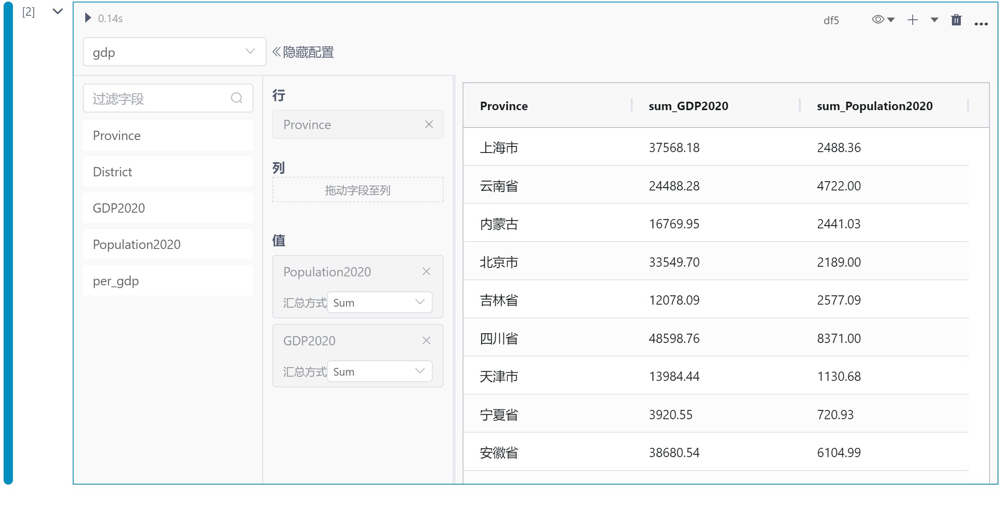 [2]
0.14s
df5
gdp
隐藏配置
过滤字段
Province
District
GDP2020
Population2020
per_gdp
行
Province
列
拖动字段至列
值
Population2020
汇总方式 Sum
GDP2020
汇总方式 Sum
Province sum_GDP2020 sum_Population2020
上海市 37568.18 2488.36
云南省 24488.28 4722.00
内蒙古 16769.95 2441.03
北京市 33549.70 2189.00
吉林省 12078.09 2577.09
四川省 48598.76 8371.00
天津市 13984.44 1130.68
宁夏省 3920.55 720.93
安徽省 38680.54 6104.99